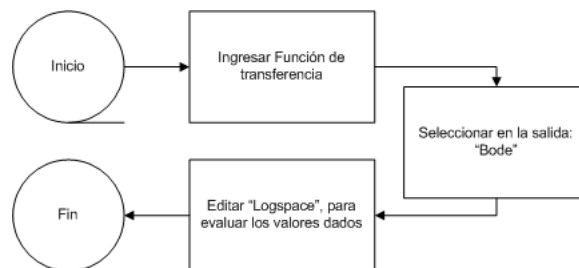 Inicio
Ingresar Función de
transferencia
Seleccionar en la salida:
“Bode”
Editar “Logspace”, para
evaluar los valores dados
Fin